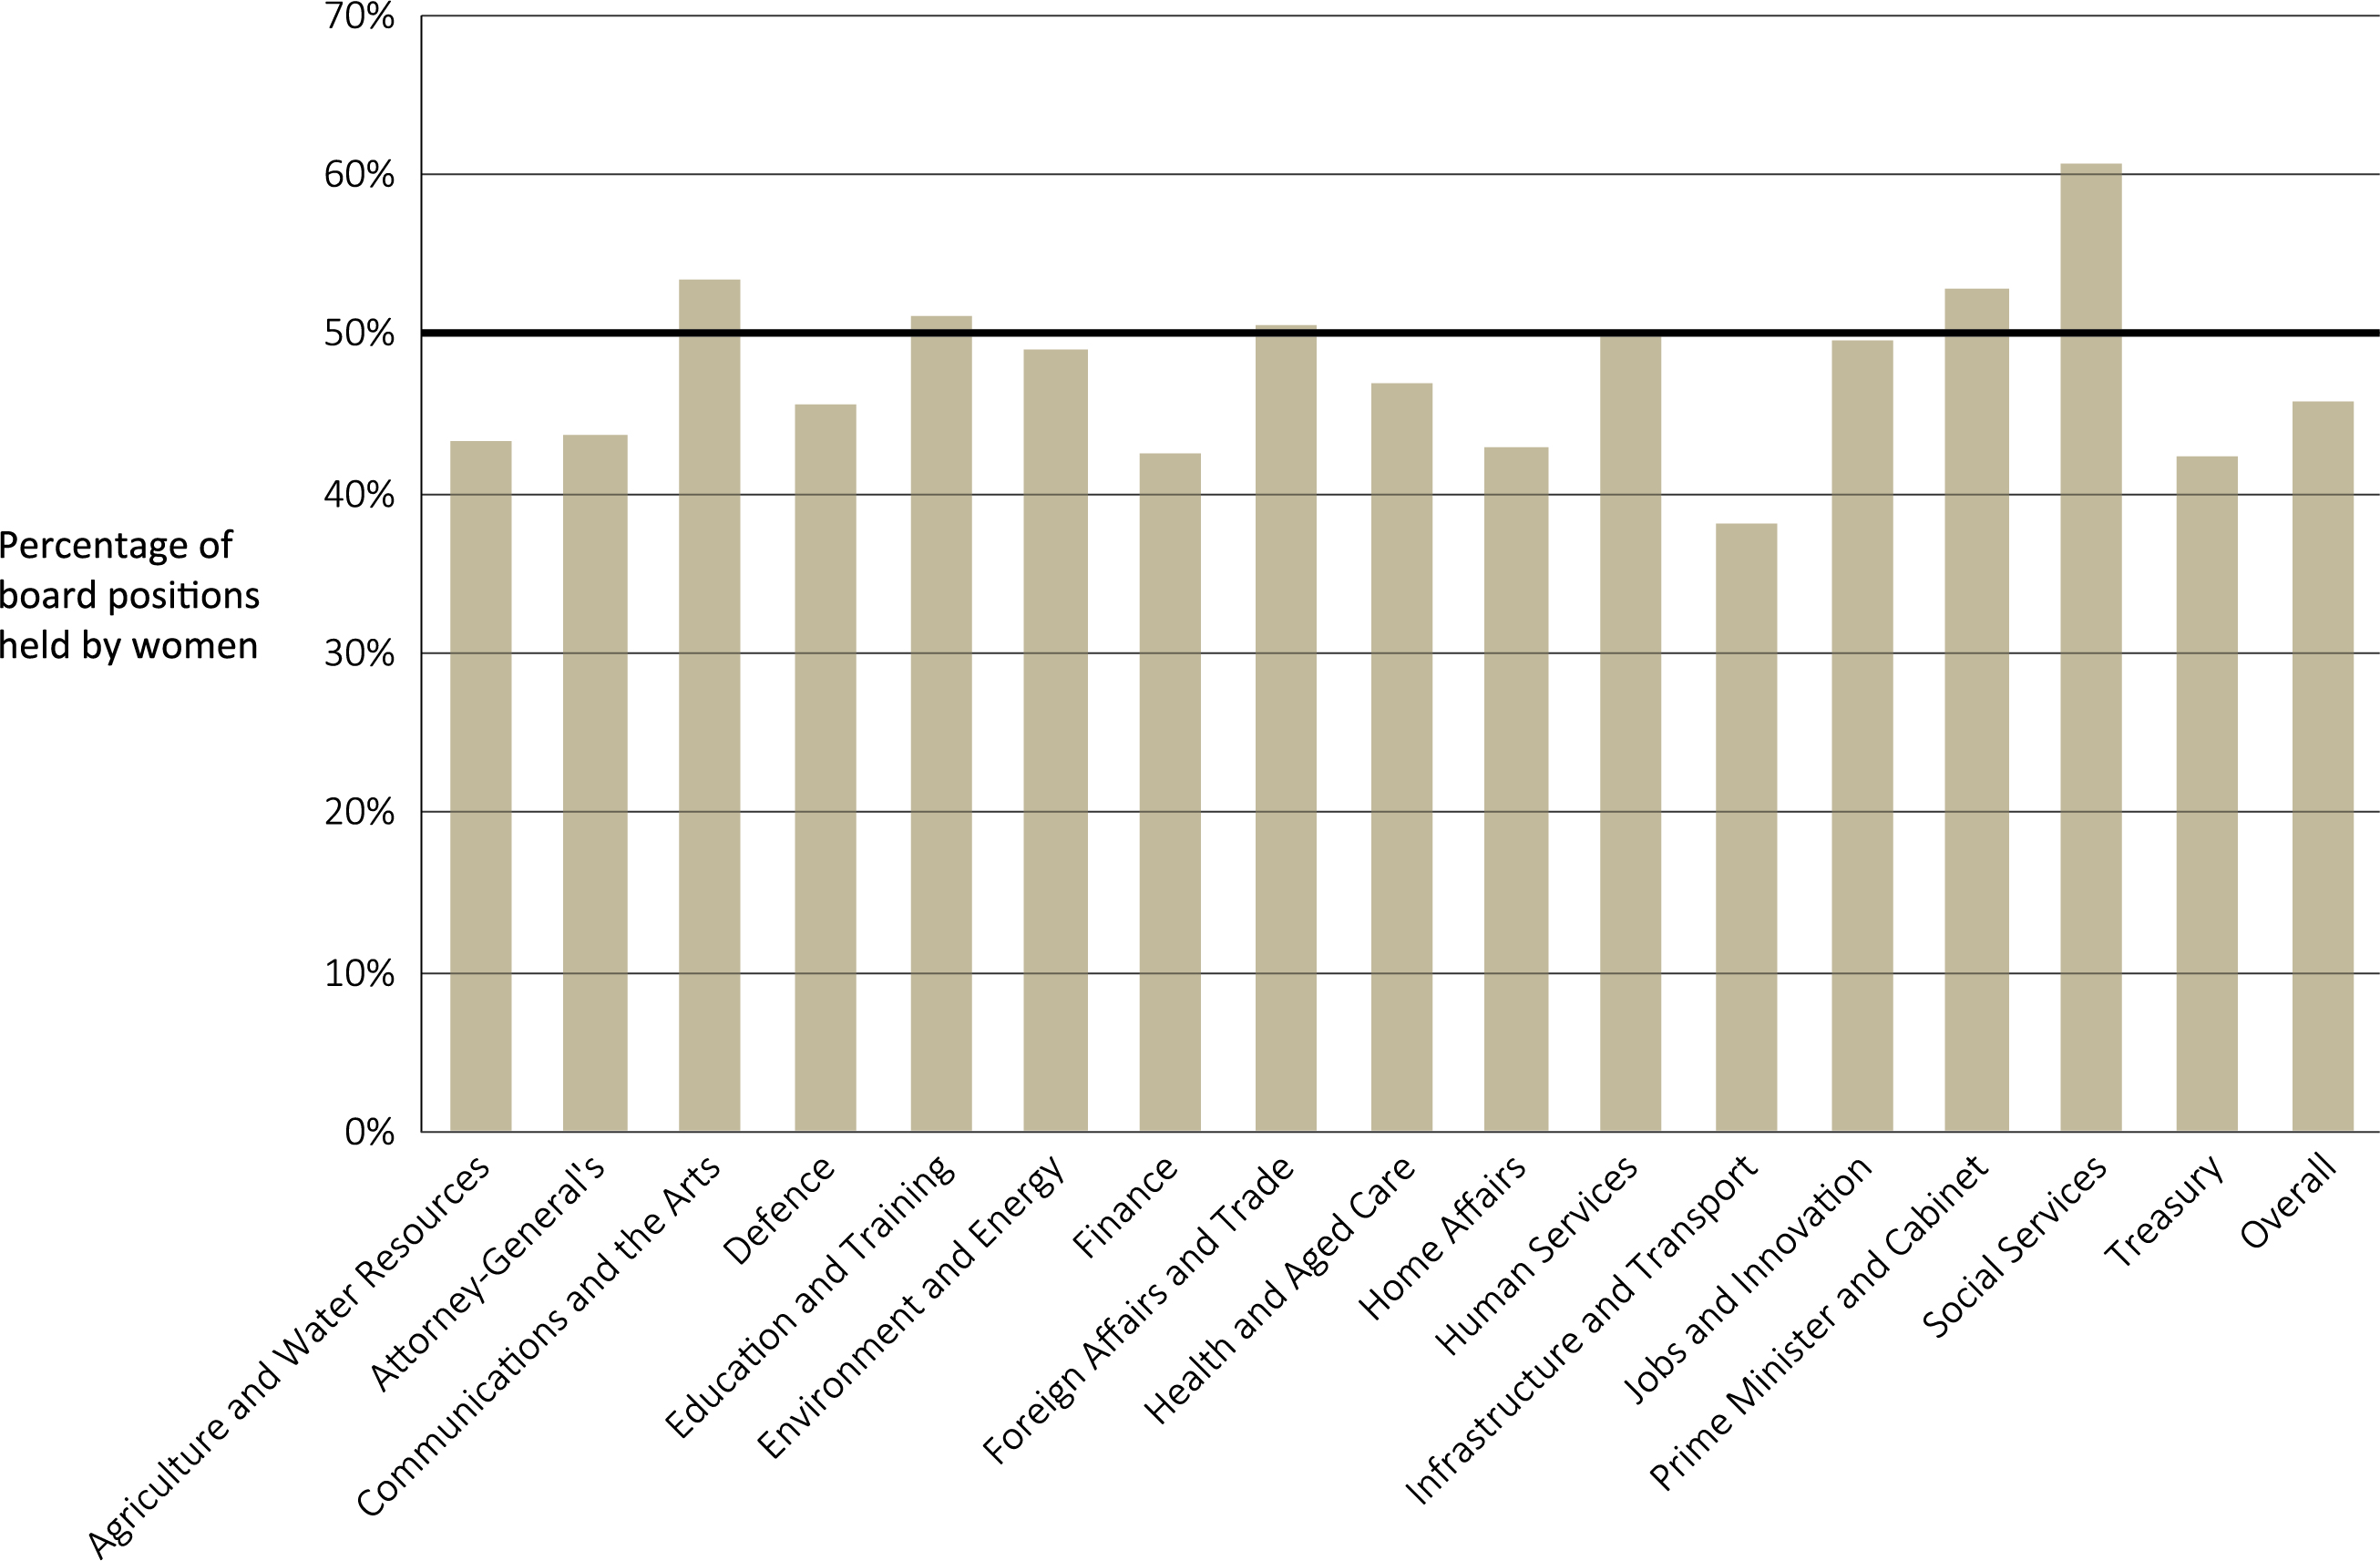 70%
60%
50%
40%
30%
20%
10%
0%
Percentage of
board positions
held by women
Agriculture and Water Resources
Attorney-General's
Communications and the Arts
Defence
Education and Training
Environment and Energy
Finance
Foreign Affairs and Trade
Health and Aged Care
Home Affairs
Human Services
Infrastructure and Transport
Jobs and Innovation
Prime Minister and Cabinet
Social Services
Treasury
Overall